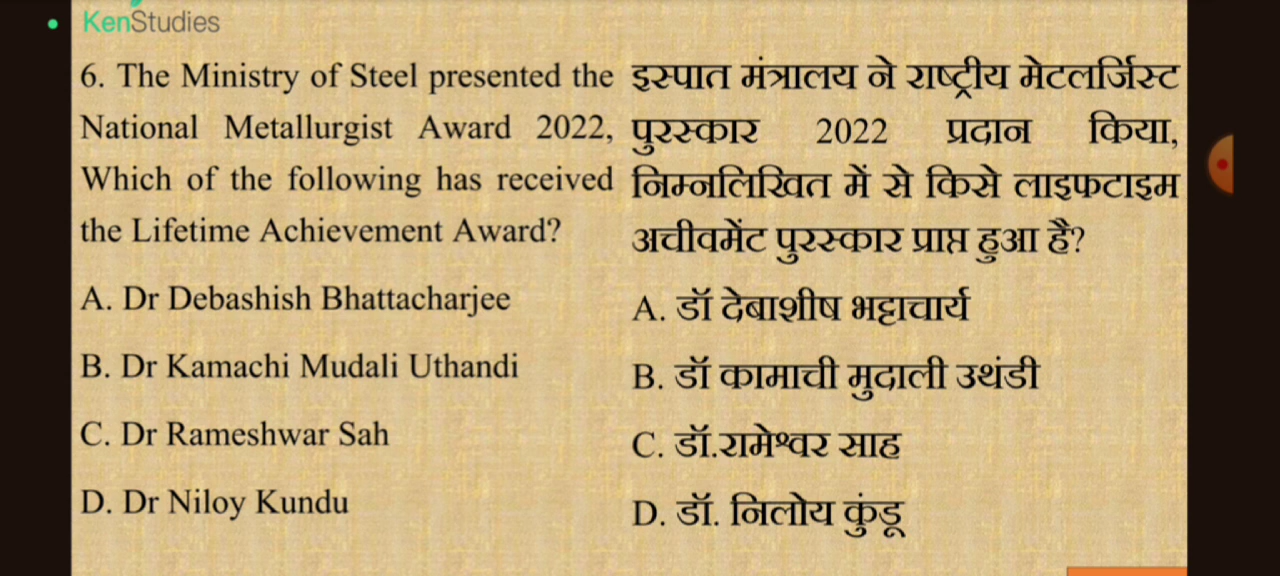 KenStudies
6. The Ministry of Steel presented the
National Metallurgist Award 2022,
Which of the following has received
the Lifetime Achievement Award?
A. Dr Debashish Bhattacharjee
B. Dr Kamachi Mudali Uthandi
C. Dr Rameshwar Sah
D. Dr Niloy Kundu
इस्पात मंत्रालय ने राष्ट्रीय मेटलर्जिस्ट
पुरस्कार 2022 प्रदान किया,
निम्नलिखित में से किसे लाइफटाइम
अचीवमेंट पुरस्कार प्राप्त हुआ है?
A. डॉ देबाशीष भट्टाचार्य
B. डॉ कामाची मुदाली उथंडी
C. डॉ.रामेश्वर साह
D. डॉ. निलोय कुंडू